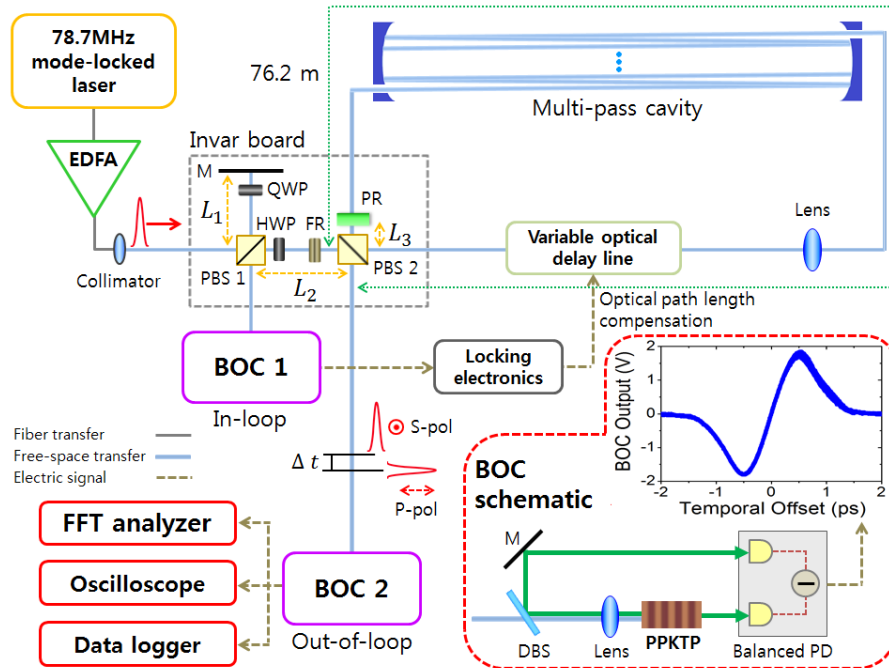 78.7MHz
mode-locked
laser
EDFA
Collimator
76.2 m
Multi-pass cavity
Invar board
M
QWP
L1
HWP
FR
PBS 1
L2
PR
L3
PBS 2
Variable optical
delay line
Lens
Optical path length
compensation
BOC 1
In-loop
Locking
electronics
Fiber transfer
Free-space transfer
Electric signal
S-pol
Δ t
P-pol
FFT analyzer
Oscilloscope
Data logger
BOC 2
Out-of-loop
BOC
schematic
BOC Output (V)
2
1
0
-1
-2
-2
-1
0
1
2
Temporal Offset (ps)
M
DBS
Lens
PPKTP
Balanced PD